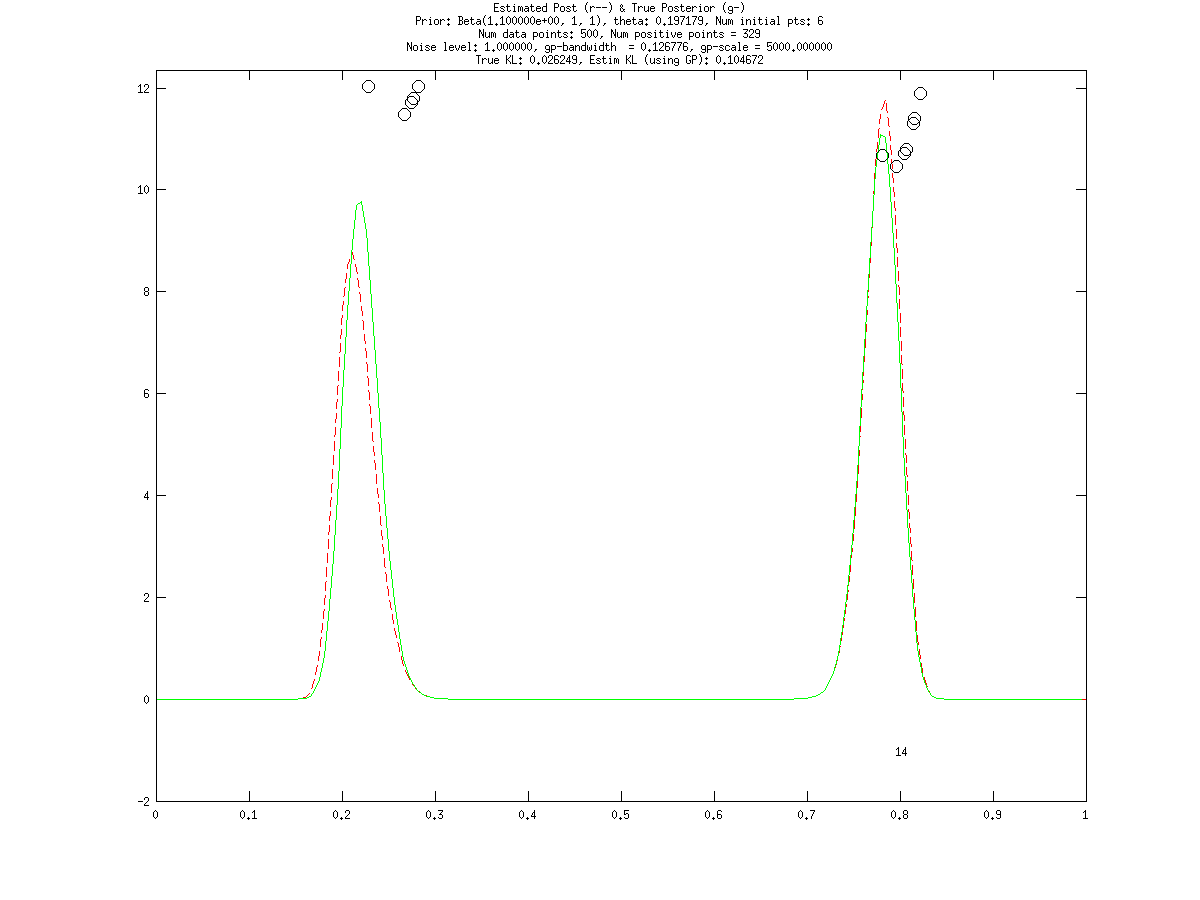 Estimated Post (r--) & True Posterior (g-)
Prior: Beta(1.100000e+00, 1, 1), theta: 0.197179, Num initial pts: 6
Num data points: 500, Num positive points = 329
Noise level: 1.000000, gp-bandwidth  = 0.126776, gp-scale = 5000.000000
True KL: 0.026249, Estim KL (using GP): 0.104672
12
10
8
6
4
2
0
14
-2
0 0.1 0.2 0.3 0.4 0.5 0.6 0.7 0.8 0.9 1